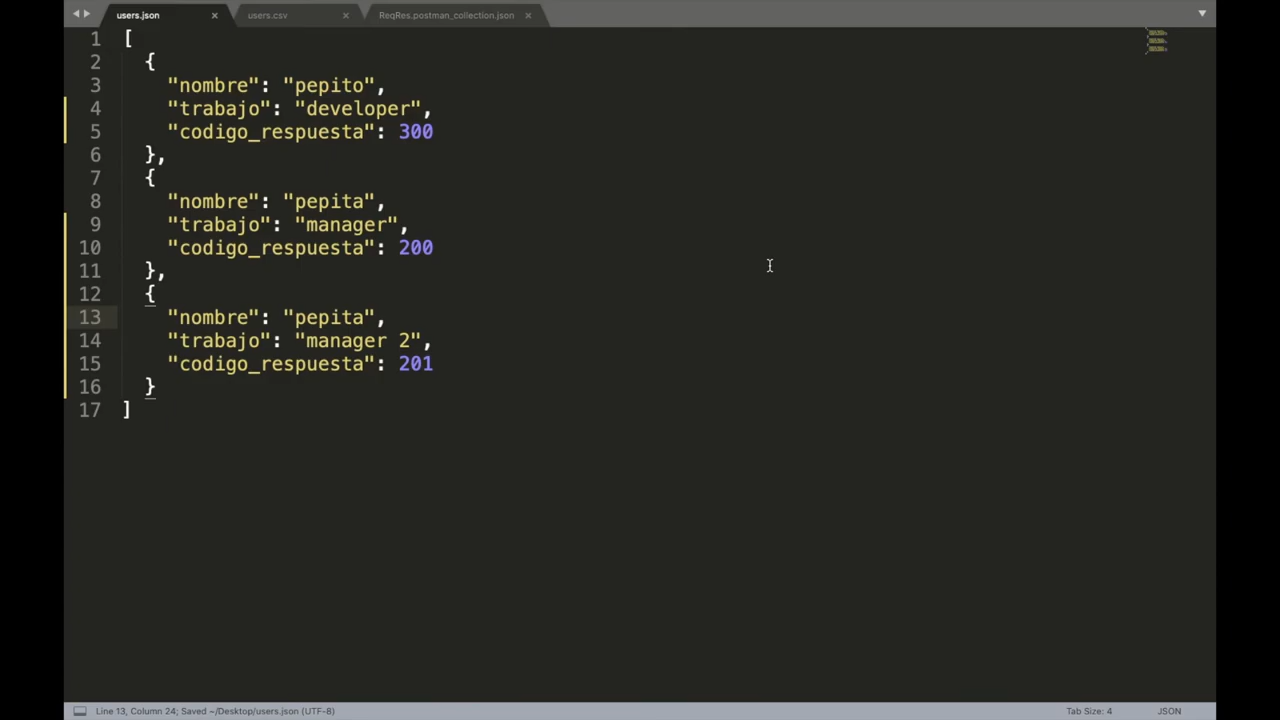 users.json × users.csv × ReqRes.postman_collection.json ×
1 [
2 {
3 "nombre": "pepito",
4 "trabajo": "developer",
5 "codigo_respuesta": 300
6 },
7 {
8 "nombre": "pepita",
9 "trabajo": "manager",
10 "codigo_respuesta": 200
11 },
12 {
13 "nombre": "pepita",
14 "trabajo": "manager 2",
15 "codigo_respuesta": 201
16 }
17 ]
Line 13, Column 24; Saved ~/Desktop/users.json (UTF-8) Tab Size: 4 JSON